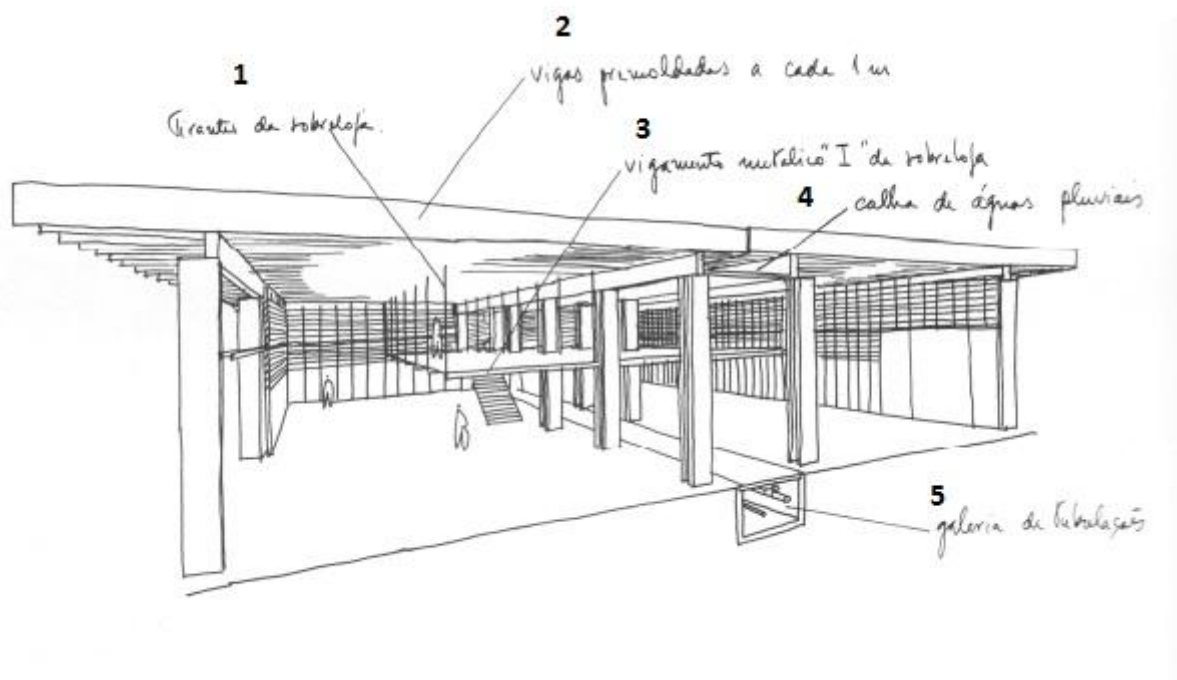 1
Tirantes da sobreloja.
2
vigas premoldadas a cada 1 m
3
vigamento metalico "I" da sobreloja
4
calha de águas pluviais
5
galeria de tubulações